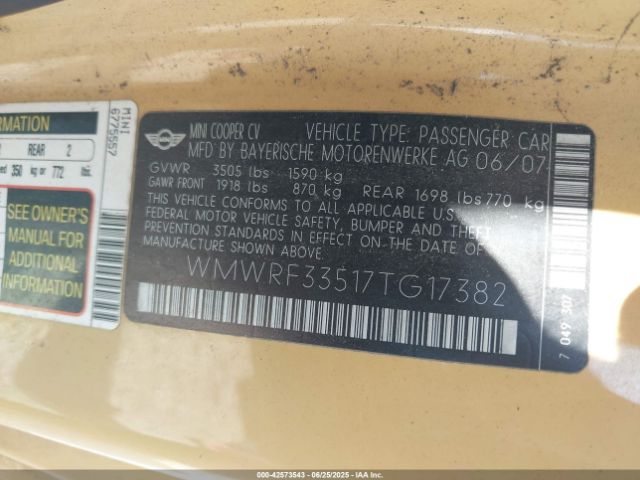 RMATION
REAR 2
350 kg or 772 lbs.
SEE OWNER'S
MANUAL FOR
ADDITIONAL
INFORMATION
MINI
6775557
MINI COOPER CV VEHICLE TYPE: PASSENGER CAR
MFD BY BAYERISCHE MOTORENWERKE AG 06/07
GVWR 3505 lbs 1590 kg
GAWR FRONT 1918 lbs 870 kg REAR 1698 lbs 770 kg
THIS VEHICLE CONFORMS TO ALL APPLICABLE U.S.
FEDERAL MOTOR VEHICLE SAFETY, BUMPER AND THEFT
PREVENTION STANDARDS IN EFFECT ON THE DATE OF
MANUFACTURE SHOWN ABOVE.
WMWRF33517TG17382
7 049 307
000-42573543 - 06/25/2025 - IAAI.COM